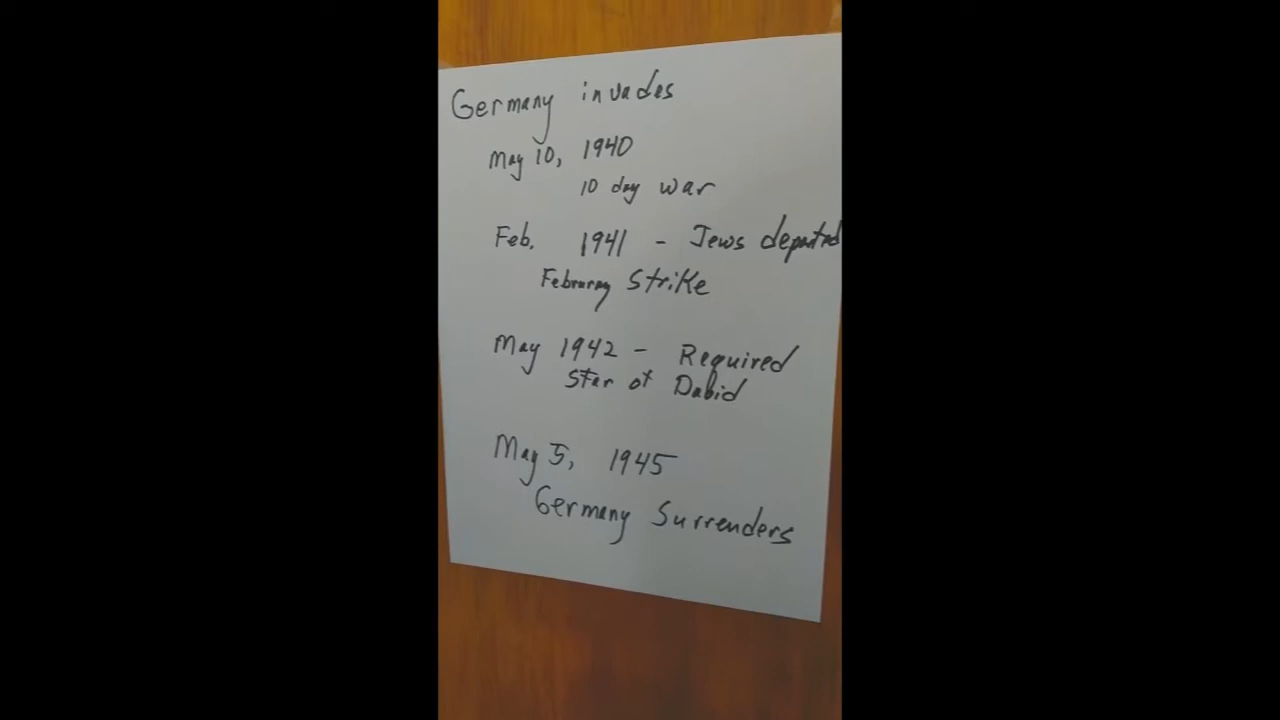 Germany invades
May 10, 1940
10 day war
Feb. 1941 - Jews deported
Februray Strike
May 1942 - Required
Star of Dabid
May 5, 1945
Germany Surrenders